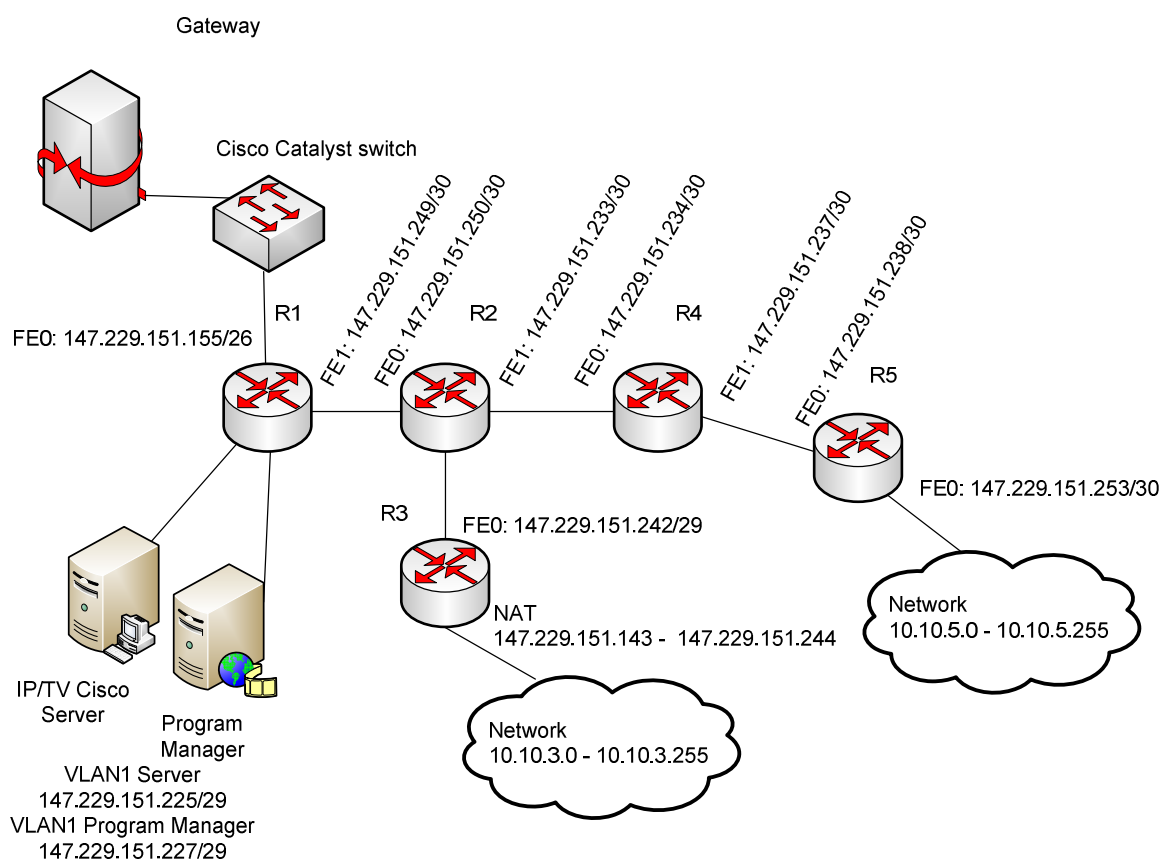 Gateway
Cisco Catalyst switch
FE1: 147.229.151.249/30
FE0: 147.229.151.250/30
FE1: 147.229.151.233/30
FE0: 147.229.151.234/30
FE1: 147.229.151.237/30
FE0: 147.229.151.238/30
R1
R2
R4
R5
FE0: 147.229.151.155/26
FE0: 147.229.151.253/30
R3
FE0: 147.229.151.242/29
NAT
147.229.151.143 - 147.229.151.244
Network
10.10.5.0 - 10.10.5.255
Network
10.10.3.0 - 10.10.3.255
IP/TV Cisco
Server
Program
Manager
VLAN1 Server
147.229.151.225/29
VLAN1 Program Manager
147.229.151.227/29